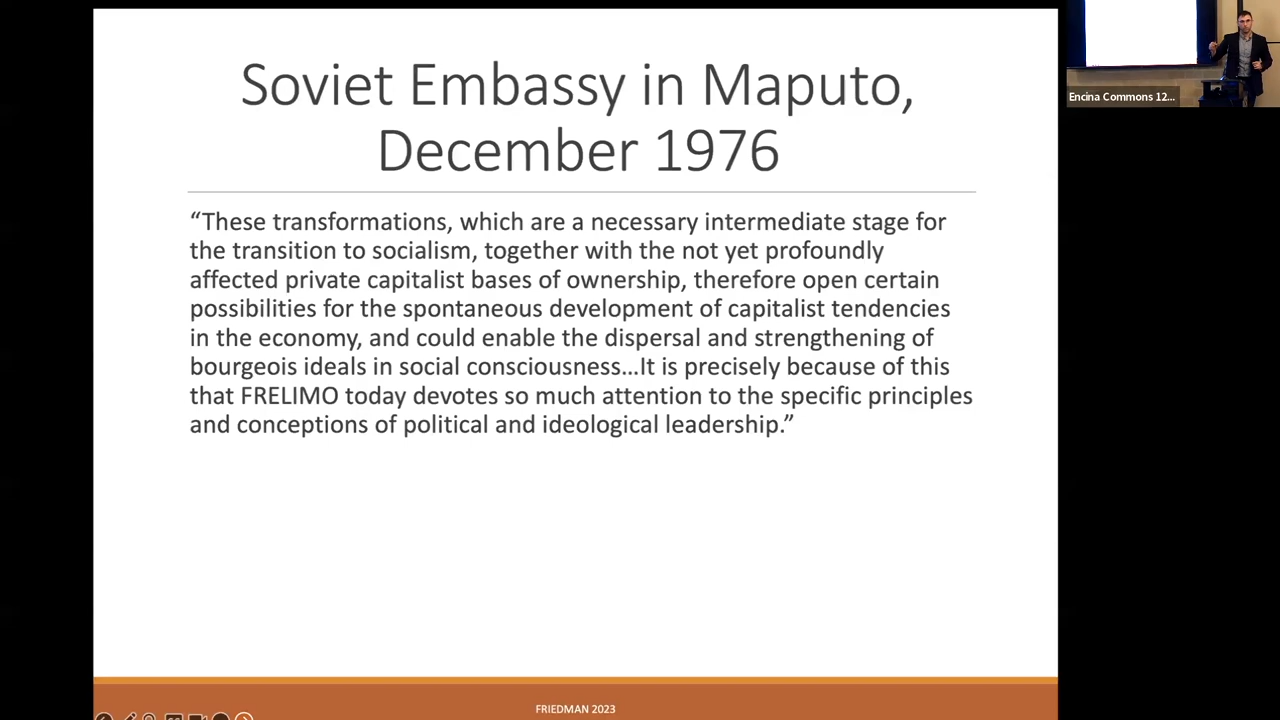 Soviet Embassy in Maputo,
December 1976
“These transformations, which are a necessary intermediate stage for
the transition to socialism, together with the not yet profoundly
affected private capitalist bases of ownership, therefore open certain
possibilities for the spontaneous development of capitalist tendencies
in the economy, and could enable the dispersal and strengthening of
bourgeois ideals in social consciousness…It is precisely because of this
that FRELIMO today devotes so much attention to the specific principles
and conceptions of political and ideological leadership.”
FRIEDMAN 2023
Encina Commons 12...